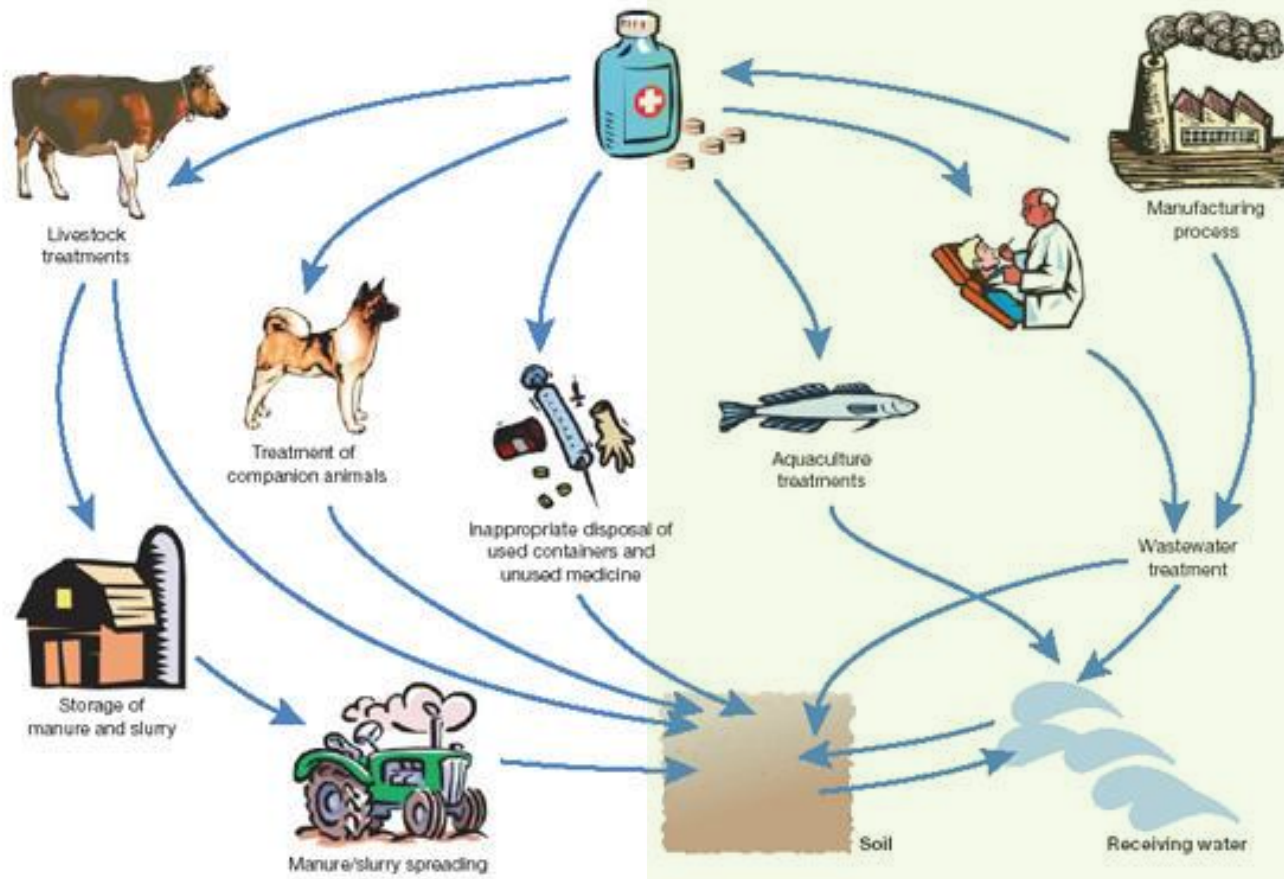 Livestock
treatments
Manufacturing
process
Treatment of
companion animals
Inappropriate disposal of
used containers and
unused medicine
Aquaculture
treatments
Wastewater
treatment
Storage of
manure and slurry
Manure/slurry spreading
Soil
Receiving water